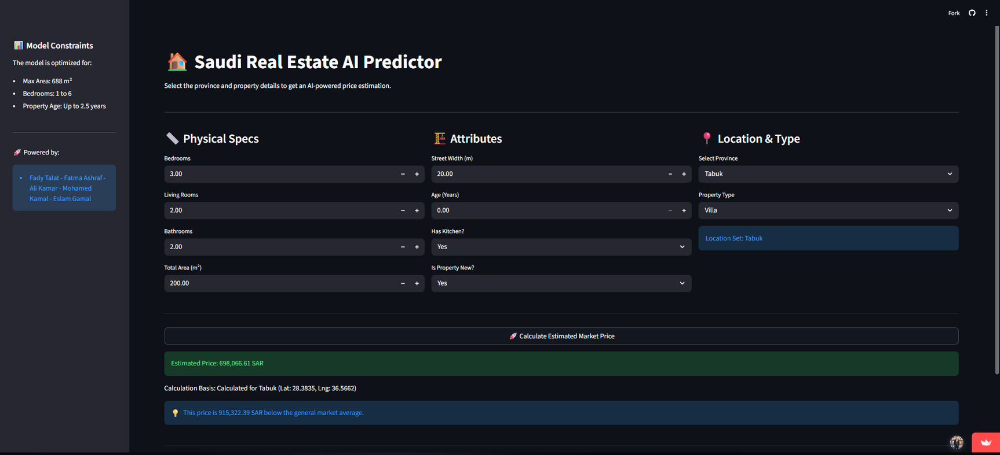 Fork
📊 Model Constraints
The model is optimized for:
• Max Area: 688 m²
• Bedrooms: 1 to 6
• Property Age: Up to 2.5 years
🚀 Powered by:
• Fady Talat - Fatma Ashraf -
Ali Kamar - Mohamed
Kamal - Eslam Gamal
🏠 Saudi Real Estate AI Predictor
Select the province and property details to get an AI-powered price estimation.
📏 Physical Specs
Bedrooms
3.00
Living Rooms
2.00
Bathrooms
2.00
Total Area (m²)
200.00
🏗️ Attributes
Street Width (m)
20.00
Age (Years)
0.00
Has Kitchen?
Yes
Is Property New?
Yes
📍 Location & Type
Select Province
Tabuk
Property Type
Villa
Location Set: Tabuk
🚀 Calculate Estimated Market Price
Estimated Price: 698,066.61 SAR
Calculation Basis: Calculated for Tabuk (Lat: 28.3835, Lng: 36.5662)
💡 This price is 915,322.39 SAR below the general market average.